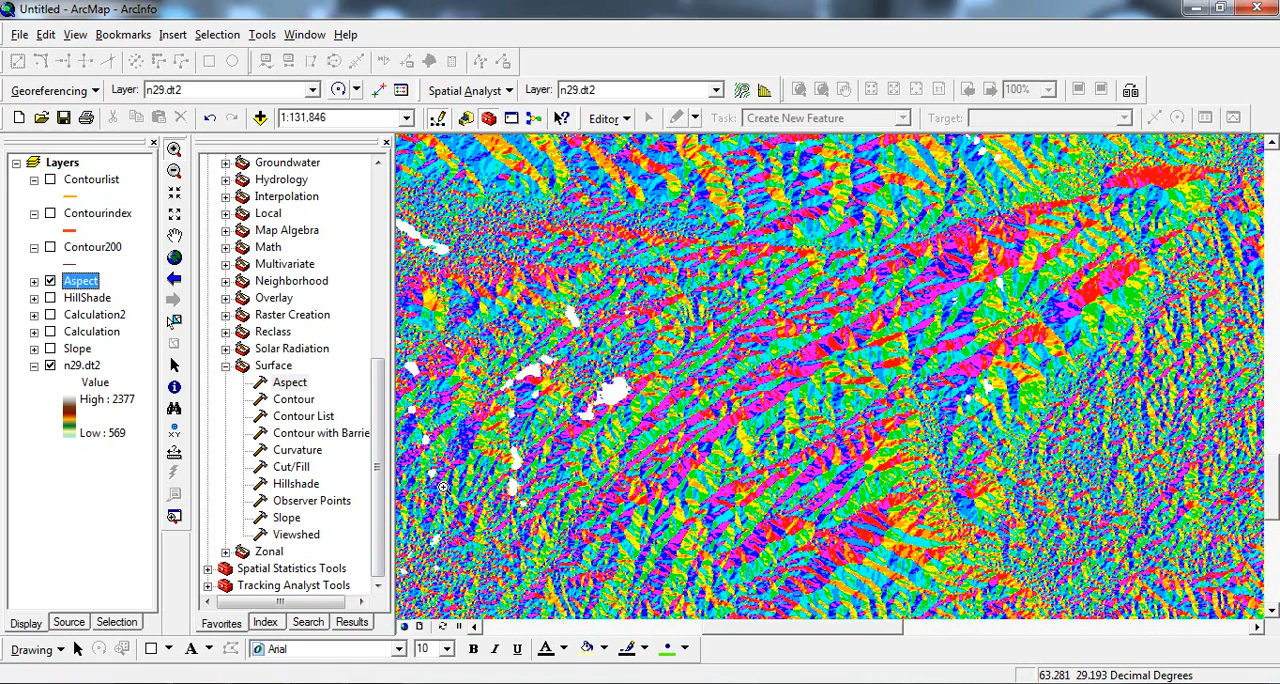 Untitled - ArcMap - ArcInfo
File Edit View Bookmarks Insert Selection Tools Window Help
Georeferencing Layer: n29.dt2 Spatial Analyst Layer: n29.dt2 100%
1:131,846 Editor Task: Create New Feature Target:
Layers
Contourlist
Contourindex
Contour200
Aspect
HillShade
Calculation2
Calculation
Slope
n29.dt2
Value
High : 2377
Low : 569
Groundwater
Hydrology
Interpolation
Local
Map Algebra
Math
Multivariate
Neighborhood
Overlay
Raster Creation
Reclass
Solar Radiation
Surface
Aspect
Contour
Contour List
Contour with Barrie
Curvature
Cut/Fill
Hillshade
Observer Points
Slope
Viewshed
Zonal
Spatial Statistics Tools
Tracking Analyst Tools
Display Source Selection
Favorites Index Search Results
Drawing A Arial 10 B I U A
63.281 29.193 Decimal Degrees